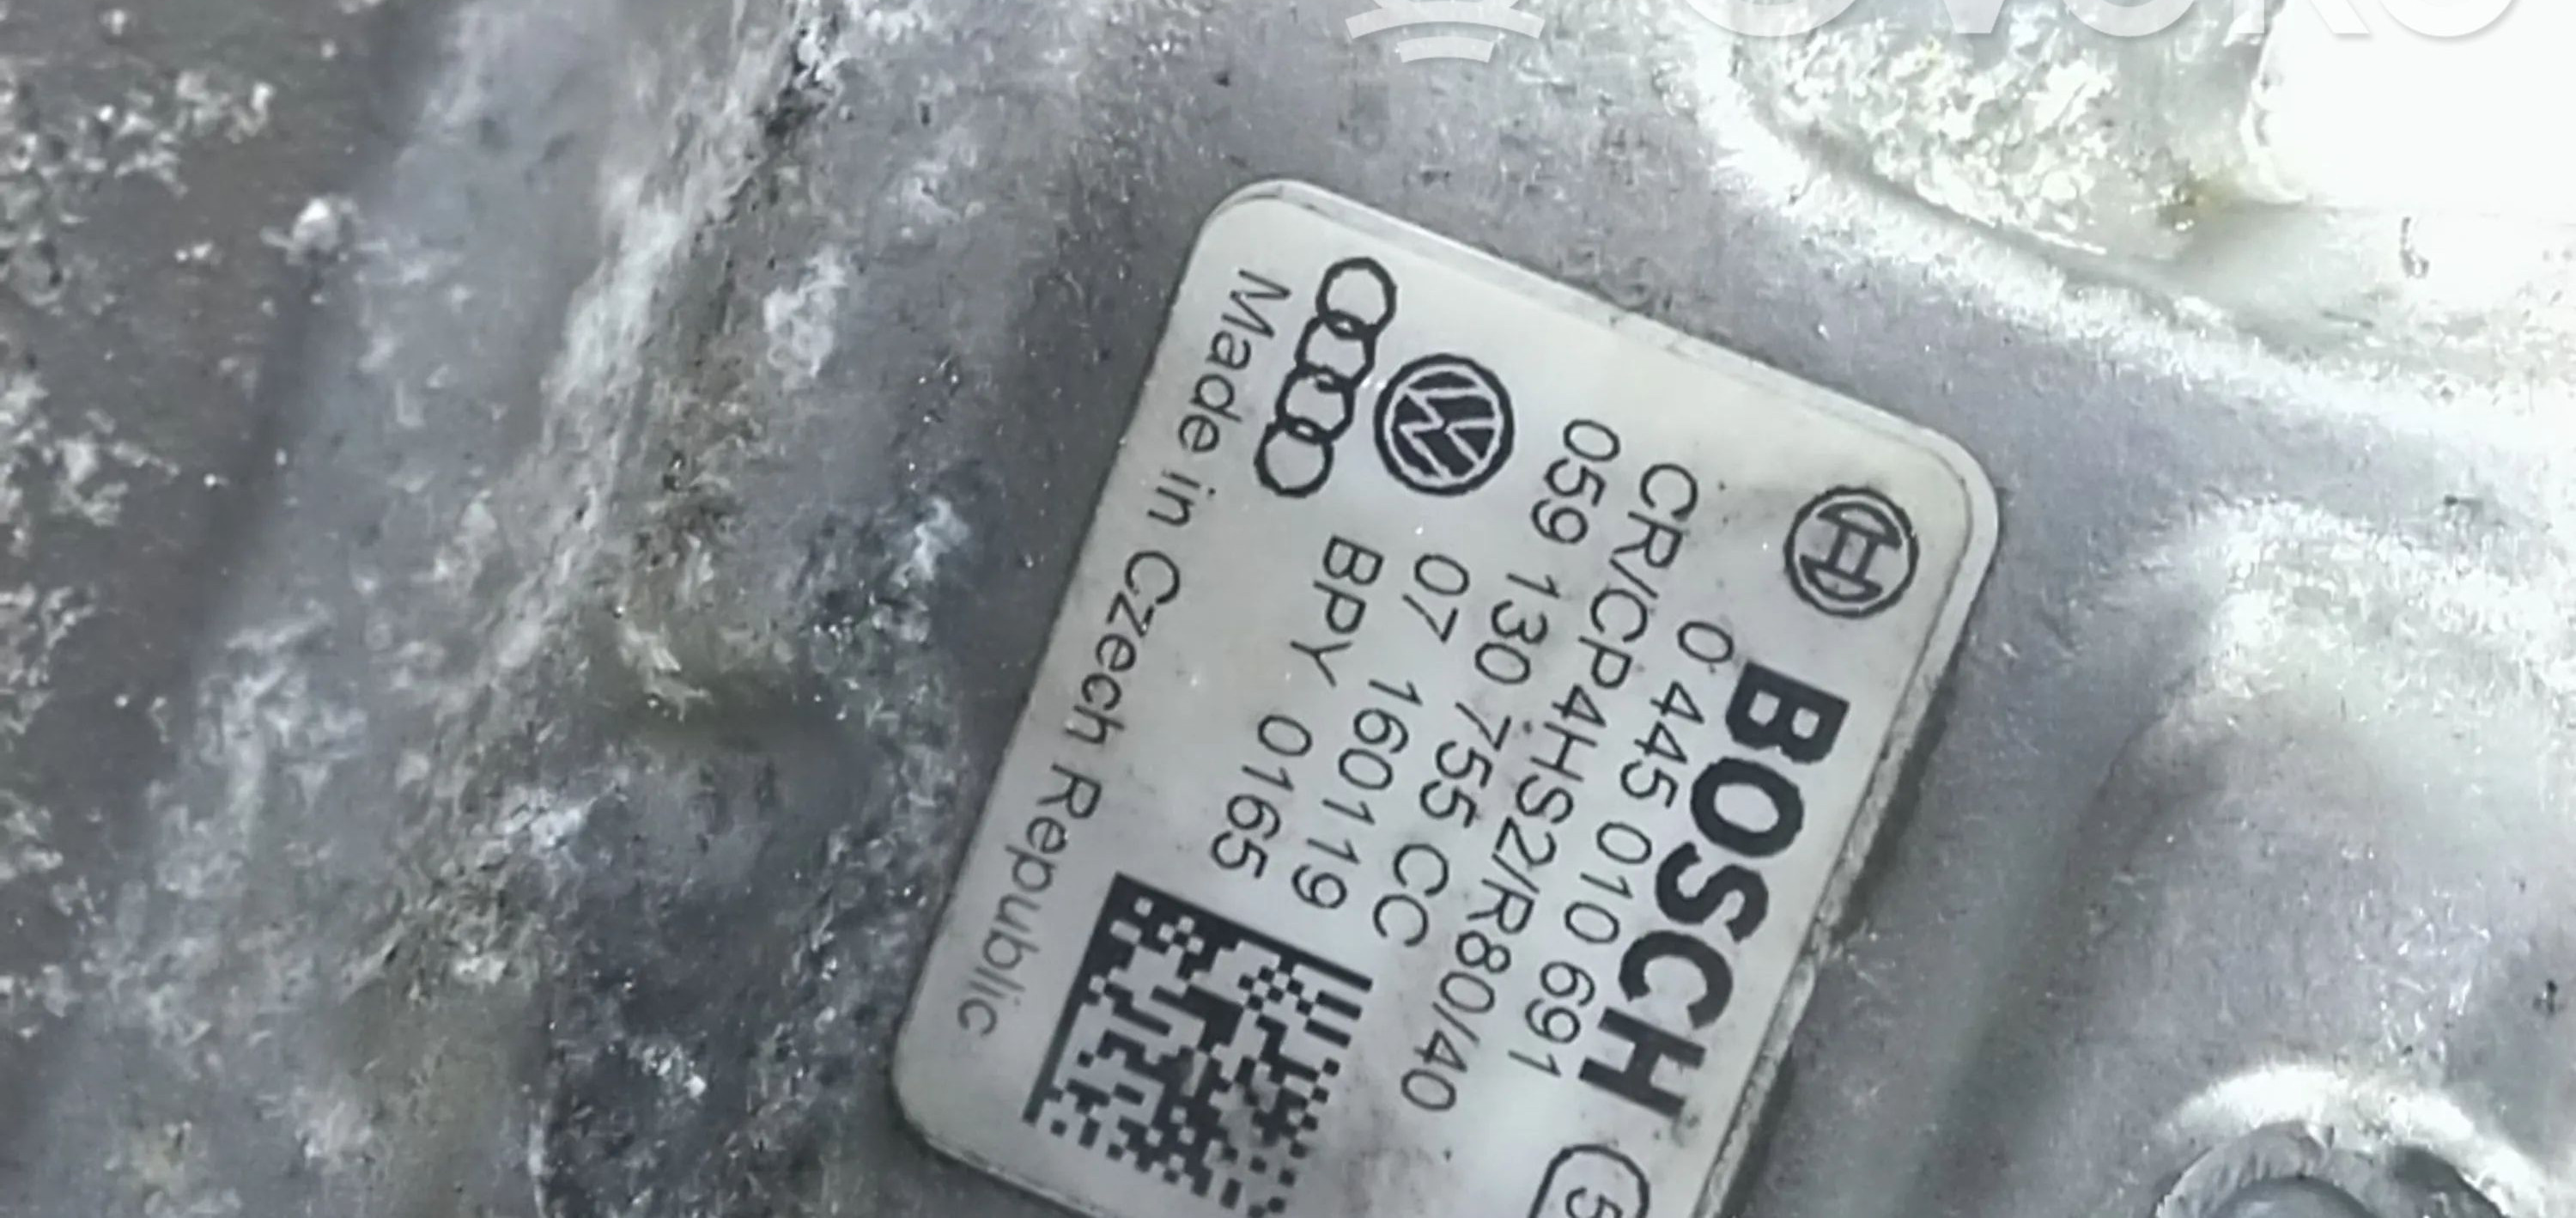 BOSCH
0 445 010 691
CR/CP4HS2/R80/40
059 130 755 CC
07 160119
BPY 0165
Made in Czech Republic
5